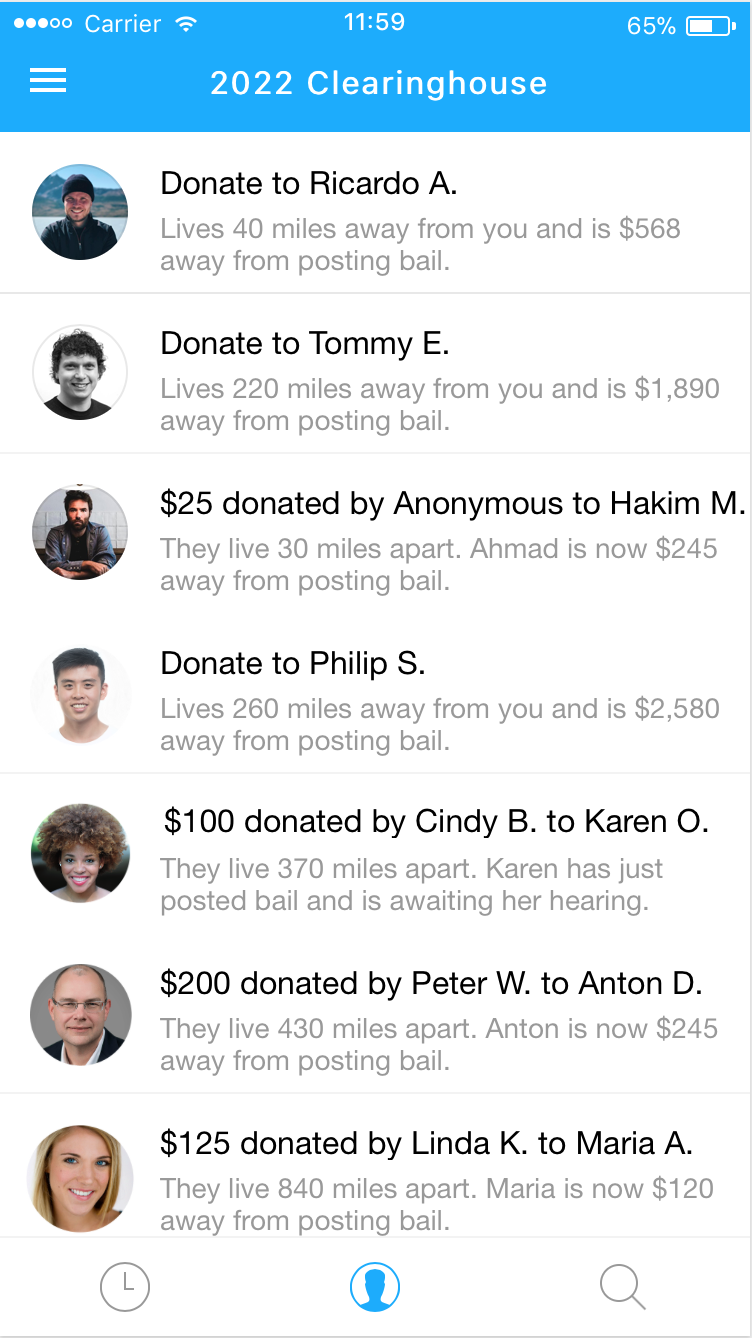 Carrier 11:59 65%
2022 Clearinghouse
Donate to Ricardo A.
Lives 40 miles away from you and is $568
away from posting bail.
Donate to Tommy E.
Lives 220 miles away from you and is $1,890
away from posting bail.
$25 donated by Anonymous to Hakim M.
They live 30 miles apart. Ahmad is now $245
away from posting bail.
Donate to Philip S.
Lives 260 miles away from you and is $2,580
away from posting bail.
$100 donated by Cindy B. to Karen O.
They live 370 miles apart. Karen has just
posted bail and is awaiting her hearing.
$200 donated by Peter W. to Anton D.
They live 430 miles apart. Anton is now $245
away from posting bail.
$125 donated by Linda K. to Maria A.
They live 840 miles apart. Maria is now $120
away from posting bail.